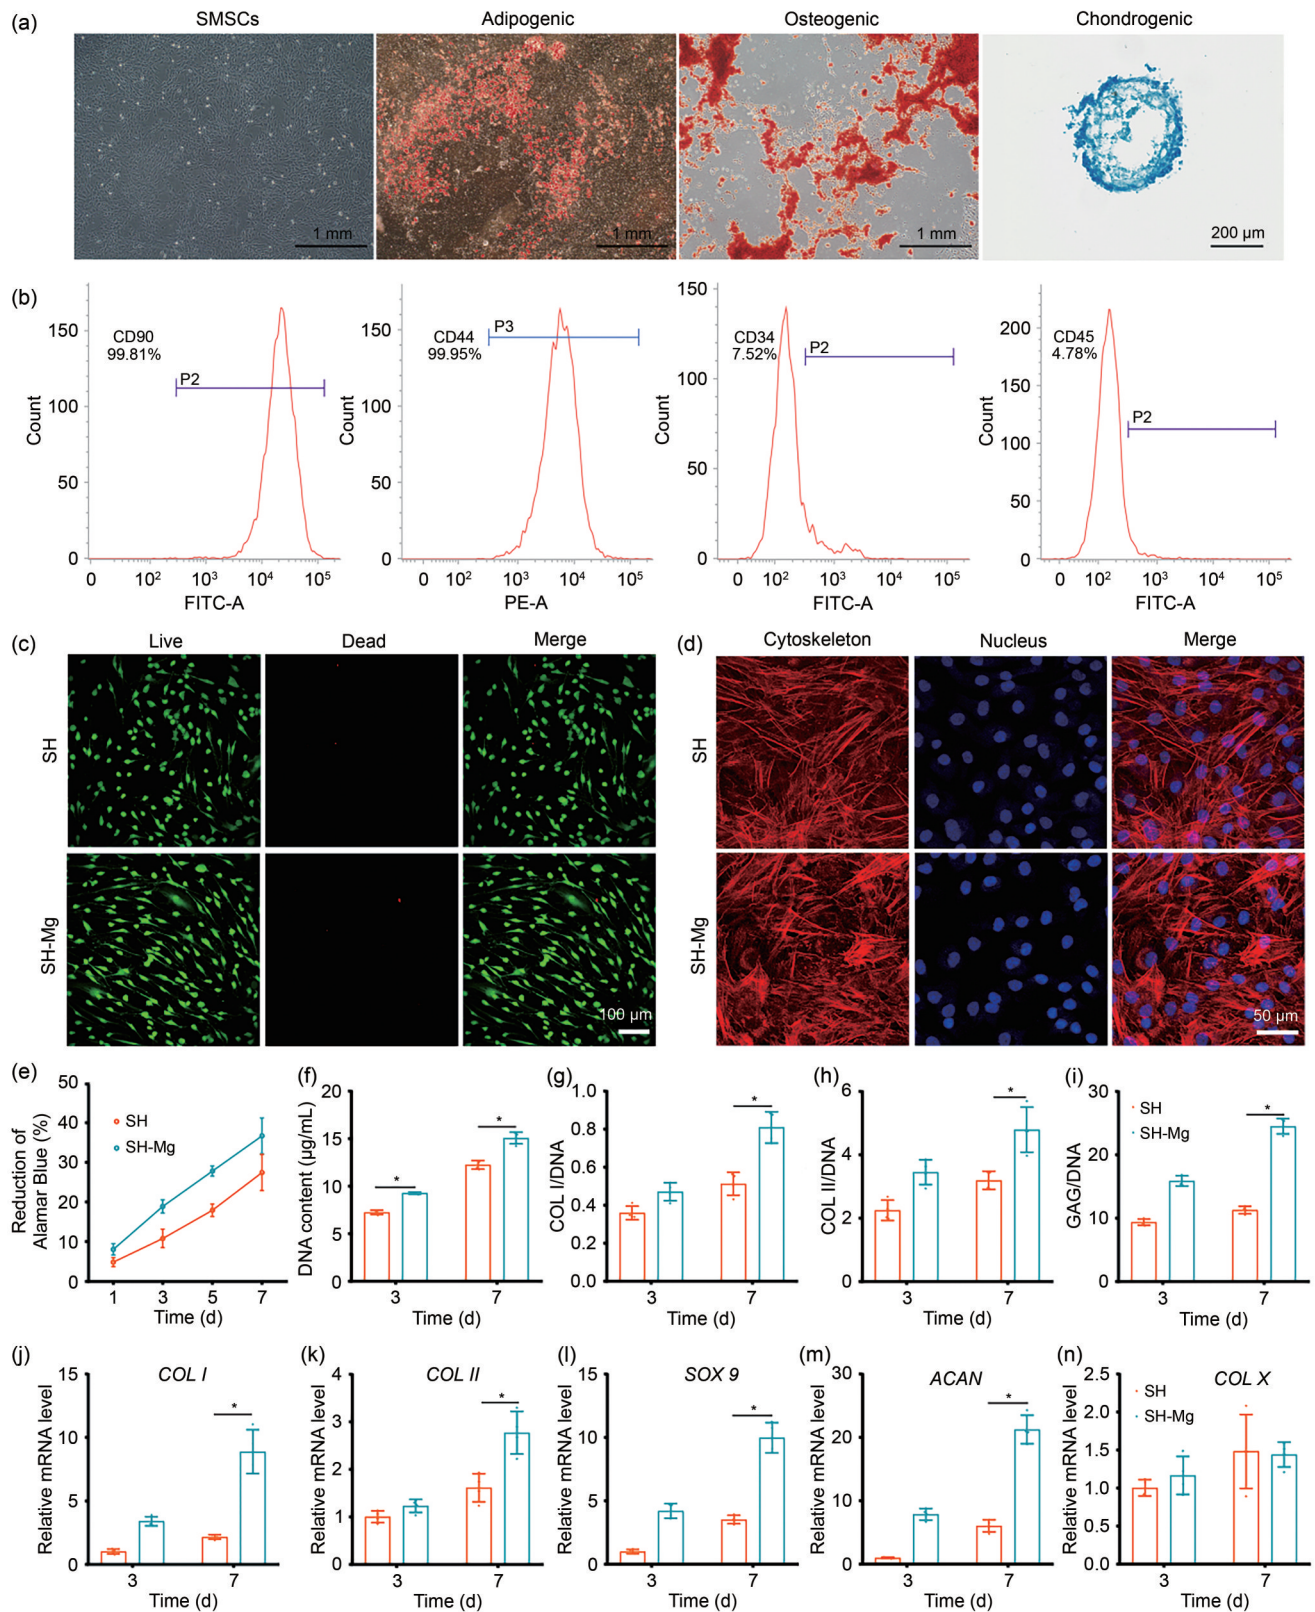 (a) SMSCs Adipogenic Osteogenic Chondrogenic
1 mm 1 mm 1 mm 200 µm
(b)
150 100 50 0
Count
CD90
99.81%
P2
0 10² 10³ 10⁴ 10⁵
FITC-A
150 100 50 0
Count
CD44
99.95%
P3
0 10² 10³ 10⁴ 10⁵
PE-A
150 100 50 0
Count
CD34
7.52%
P2
0 10² 10³ 10⁴ 10⁵
FITC-A
200 150 100 50 0
Count
CD45
4.78%
P2
0 10² 10³ 10⁴ 10⁵
FITC-A
(c) Live Dead Merge
SH
SH-Mg
100 µm
(d) Cytoskeleton Nucleus Merge
SH
SH-Mg
50 µm
(e)
Reduction of
Alamar Blue (%)
50 40 30 20 10 0
SH
SH-Mg
1 3 5 7
Time (d)
(f)
DNA content (µg/mL)
20 15 10 5 0
* *
3 7
Time (d)
(g)
COL I/DNA
1.0 0.8 0.6 0.4 0.2 0.0
*
3 7
Time (d)
(h)
COL II/DNA
6 4 2 0
*
3 7
Time (d)
(i)
GAG/DNA
30 20 10 0
SH
SH-Mg
*
3 7
Time (d)
(j)
COL I
Relative mRNA level
15 10 5 0
*
3 7
Time (d)
(k)
COL II
Relative mRNA level
4 3 2 1 0
*
3 7
Time (d)
(l)
SOX 9
Relative mRNA level
15 10 5 0
*
3 7
Time (d)
(m)
ACAN
Relative mRNA level
30 20 10 0
*
3 7
Time (d)
(n)
COL X
Relative mRNA level
2.5 2.0 1.5 1.0 0.5 0.0
SH
SH-Mg
3 7
Time (d)